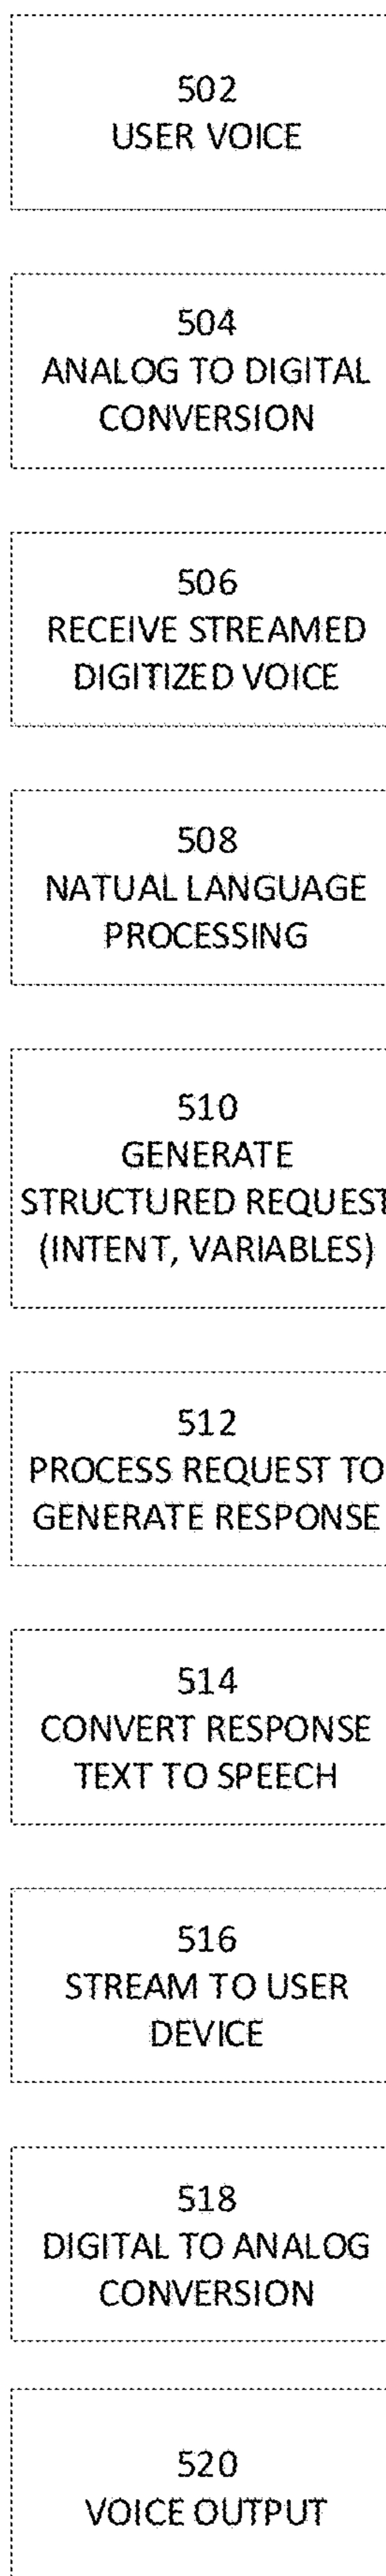 502
USER VOICE
504
ANALOG TO DIGITAL
CONVERSION
506
RECEIVE STREAMED
DIGITIZED VOICE
508
NATUAL LANGUAGE
PROCESSING
510
GENERATE
STRUCTURED REQUEST
(INTENT, VARIABLES)
512
PROCESS REQUEST TO
GENERATE RESPONSE
514
CONVERT RESPONSE
TEXT TO SPEECH
516
STREAM TO USER
DEVICE
518
DIGITAL TO ANALOG
CONVERSION
520
VOICE OUTPUT